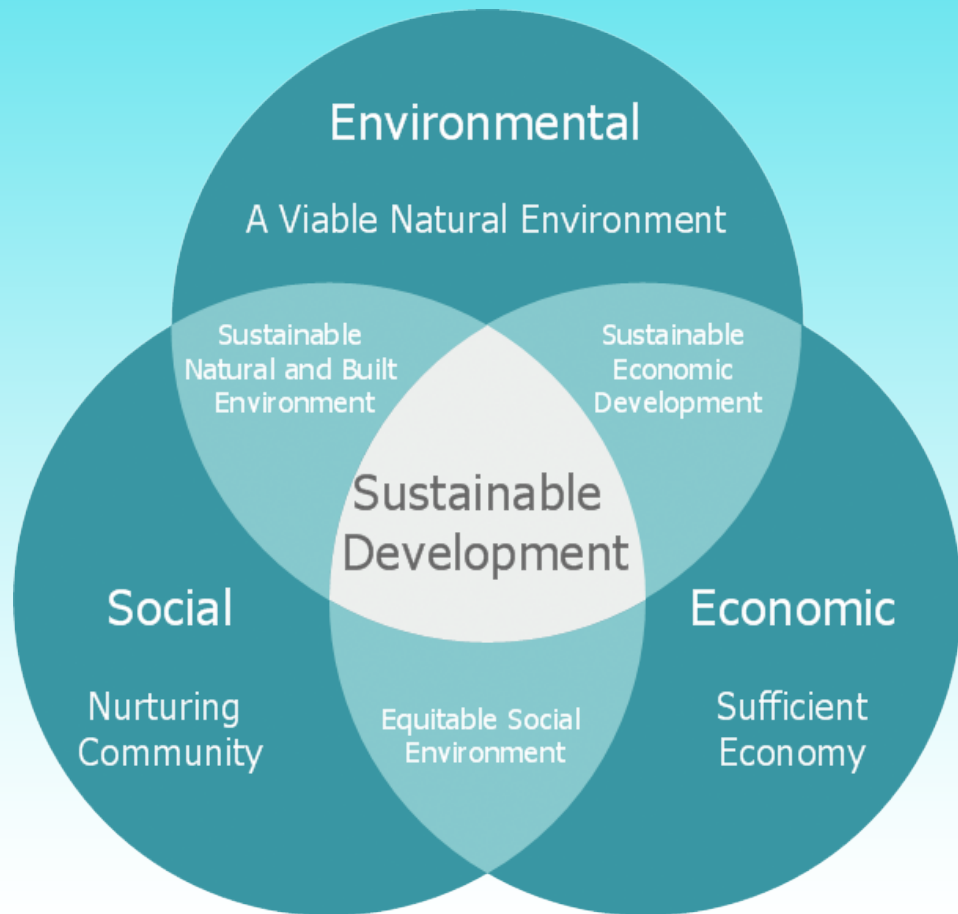 Environmental
A Viable Natural Environment
Sustainable
Natural and Built
Environment
Sustainable
Economic
Development
Sustainable
Development
Social
Nurturing
Community
Economic
Sufficient
Economy
Equitable Social
Environment